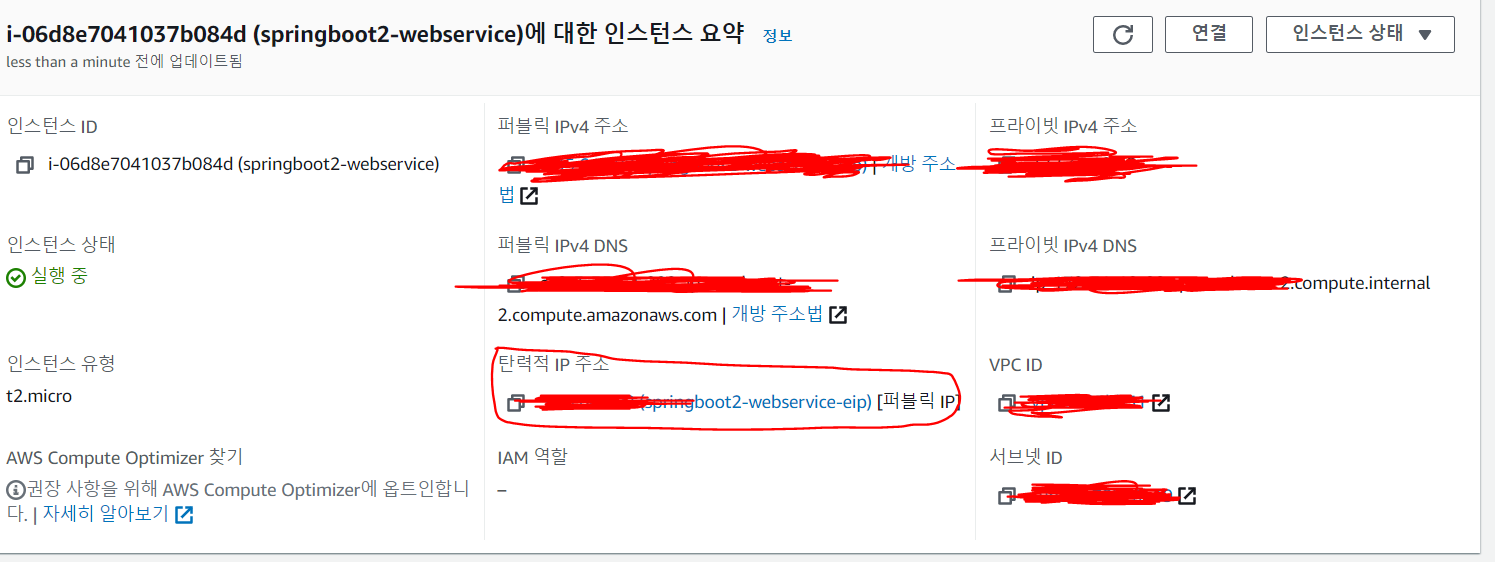 i-06d8e7041037b084d (springboot2-webservice)에 대한 인스턴스 요약 정보
less than a minute 전에 업데이트됨
연결
인스턴스 상태 ▼
인스턴스 ID
i-06d8e7041037b084d (springboot2-webservice)
퍼블릭 IPv4 주소
| 개방 주소
법
프라이빗 IPv4 주소
인스턴스 상태
실행 중
퍼블릭 IPv4 DNS
2.compute.amazonaws.com | 개방 주소법
프라이빗 IPv4 DNS
2.compute.internal
인스턴스 유형
t2.micro
탄력적 IP 주소
(springboot2-webservice-eip) [퍼블릭 IP]
VPC ID
AWS Compute Optimizer 찾기
권장 사항을 위해 AWS Compute Optimizer에 옵트인합니
다. | 자세히 알아보기
IAM 역할
–
서브넷 ID